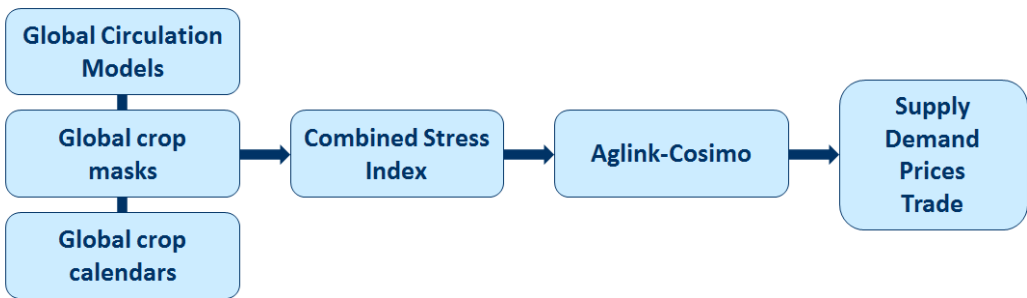 Global Circulation
Models
Global crop
masks
Global crop
calendars
Combined Stress
Index
Aglink-Cosimo
Supply
Demand
Prices
Trade